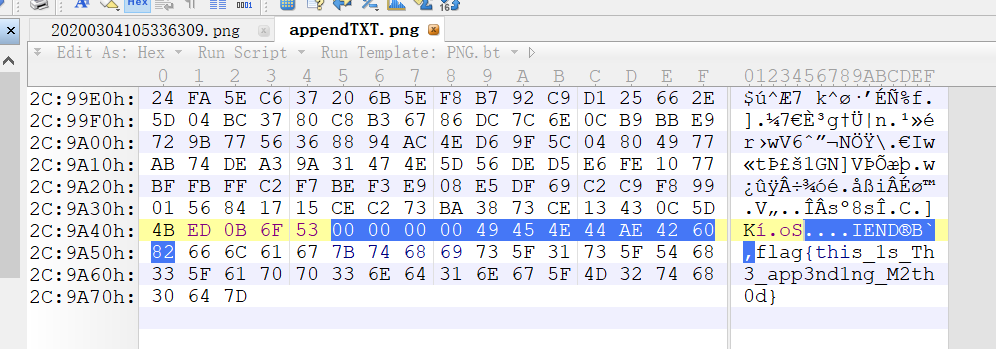 20200304105336309.png
appendTXT.png
Edit As: Hex
Run Script
Run Template: PNG.bt
0 1 2 3 4 5 6 7 8 9 A B C D E F 0123456789ABCDEF
2C:99E0h: 24 FA 5E C6 37 20 6B 5E F8 B7 92 C9 D1 25 66 2E $ú^Æ7 k^ø·’ÉÑ%f.
2C:99F0h: 5D 04 BC 37 80 C8 B3 67 86 DC 7C 6E 0C B9 BB E9 ].¼7€È³g†Ü|n.¹»é
2C:9A00h: 72 9B 77 56 36 88 94 AC 4E D6 9F 5C 04 80 49 77 r›wV6ˆ”¬NÖŸ\.€Iw
2C:9A10h: AB 74 DE A3 9A 31 47 4E 5D 56 DE D5 E6 FE 10 77 «tÞ£š1GN]VÞÕæþ.w
2C:9A20h: BF FB FF C2 F7 BE F3 E9 08 E5 DF 69 C2 C9 F8 99 ¿ûÿÂ÷¾óé.åßiÂÉø™
2C:9A30h: 01 56 84 17 15 CE C2 73 BA 38 73 CE 13 43 0C 5D .V„..ÎÂsº8sÎ.C.]
2C:9A40h: 4B ED 0B 6F 53 00 00 00 00 49 45 4E 44 AE 42 60 Kí.oS....IEND®B`
2C:9A50h: 82 66 6C 61 67 7B 74 68 69 73 5F 31 73 5F 54 68 ‚flag{this_1s_Th
2C:9A60h: 33 5F 61 70 70 33 6E 64 31 6E 67 5F 4D 32 74 68 3_app3nd1ng_M2th
2C:9A70h: 30 64 7D 0d}